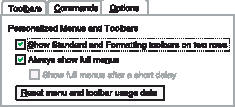 Toolbars Commands Options
Personalized Menus and Toolbars
Show Standard and Formatting toolbars on two rows
Always show full menus
Show full menus after a short delay
Reset menu and toolbar usage data